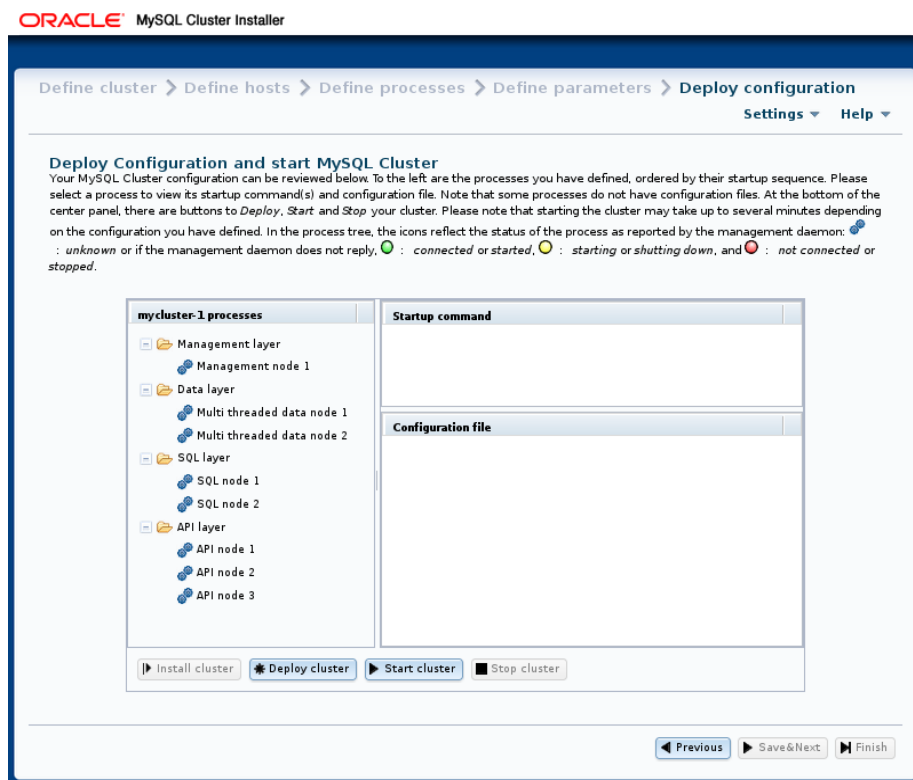 ORACLE® MySQL Cluster Installer
Define cluster > Define hosts > Define processes > Define parameters > Deploy configuration
Settings Help
Deploy Configuration and start MySQL Cluster
Your MySQL Cluster configuration can be reviewed below. To the left are the processes you have defined, ordered by their startup sequence. Please
select a process to view its startup command(s) and configuration file. Note that some processes do not have configuration files. At the bottom of the
center panel, there are buttons to Deploy, Start and Stop your cluster. Please note that starting the cluster may take up to several minutes depending
on the configuration you have defined. In the process tree, the icons reflect the status of the process as reported by the management daemon:
: unknown or if the management daemon does not reply, : connected or started, : starting or shutting down, and : not connected or
stopped.
mycluster-1 processes
Management layer
Management node 1
Data layer
Multi threaded data node 1
Multi threaded data node 2
SQL layer
SQL node 1
SQL node 2
API layer
API node 1
API node 2
API node 3
Startup command
Configuration file
Install cluster Deploy cluster Start cluster Stop cluster
Previous Save&Next Finish